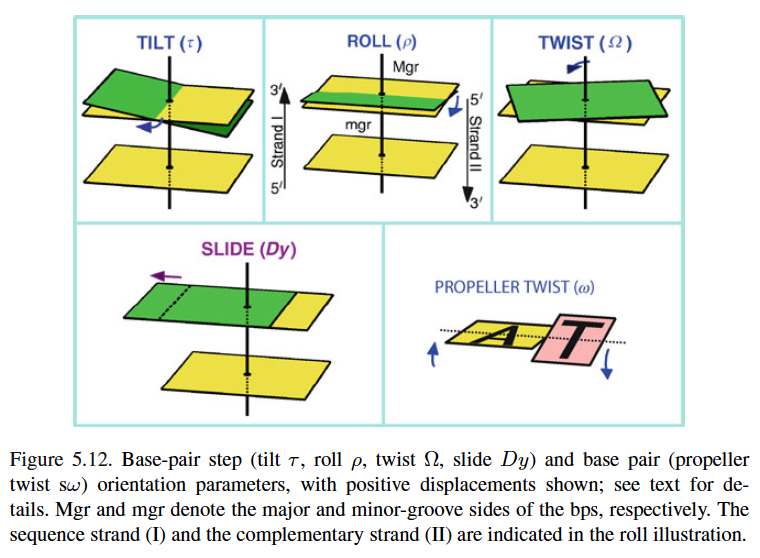 TILT (τ)
ROLL (ρ)
TWIST (Ω)
Mgr
mgr
3′
Strand I
5′
5′
Strand II
3′
SLIDE (Dy)
PROPELLER TWIST (ω)
A T
Figure 5.12. Base-pair step (tilt τ, roll ρ, twist Ω, slide Dy) and base pair (propeller
twist sω) orientation parameters, with positive displacements shown; see text for de-
tails. Mgr and mgr denote the major and minor-groove sides of the bps, respectively. The
sequence strand (I) and the complementary strand (II) are indicated in the roll illustration.